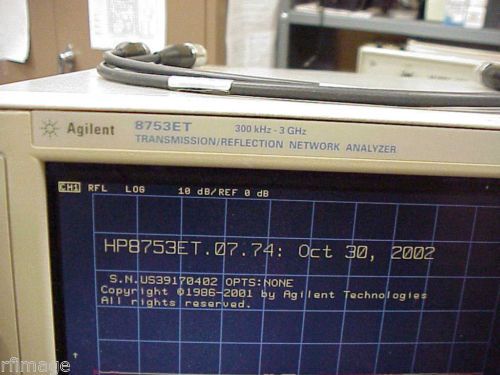 Agilent 8753ET 300 kHz - 3 GHz
TRANSMISSION/REFLECTION NETWORK ANALYZER
CH1 RFL LOG 10 dB/REF 0 dB
HP8753ET.07.74: Oct 30, 2002
S.N.US39170402 OPTS:NONE
Copyright ©1986-2001 by Agilent Technologies
All rights reserved.
rfimage